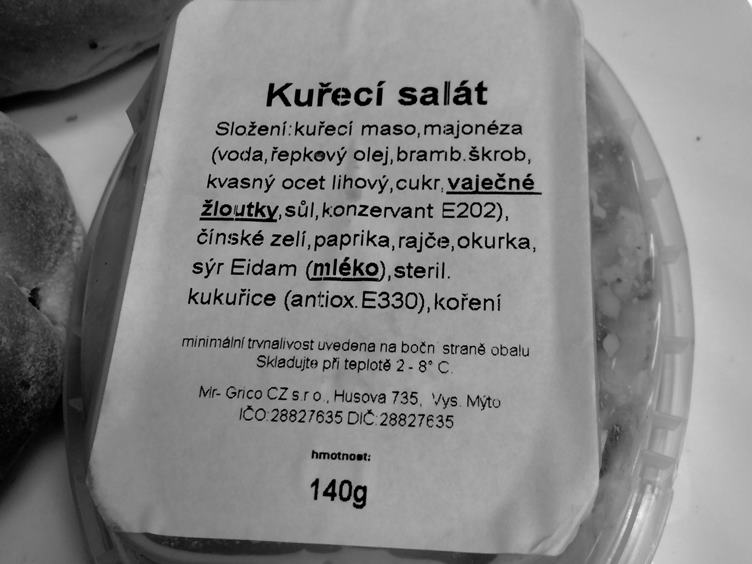 Kuřecí salát
Složení:kuřecí maso,majonéza
(voda,řepkový olej,bramb.škrob,
kvasný ocet lihový,cukr,vaječné
žloutky,sůl,konzervant E202),
čínské zelí,paprika,rajče,okurka,
sýr Eidam (mléko),steril.
kukuřice (antiox.E330),koření
minimální trvnalivost uvedena na bočn straně obalu
Skladujte při teplotě 2 - 8° C.
Mr- Grico CZ s.r.o., Husova 735, Vys. Mýto
IČO:28827635 DIČ:28827635
hmotnost:
140g